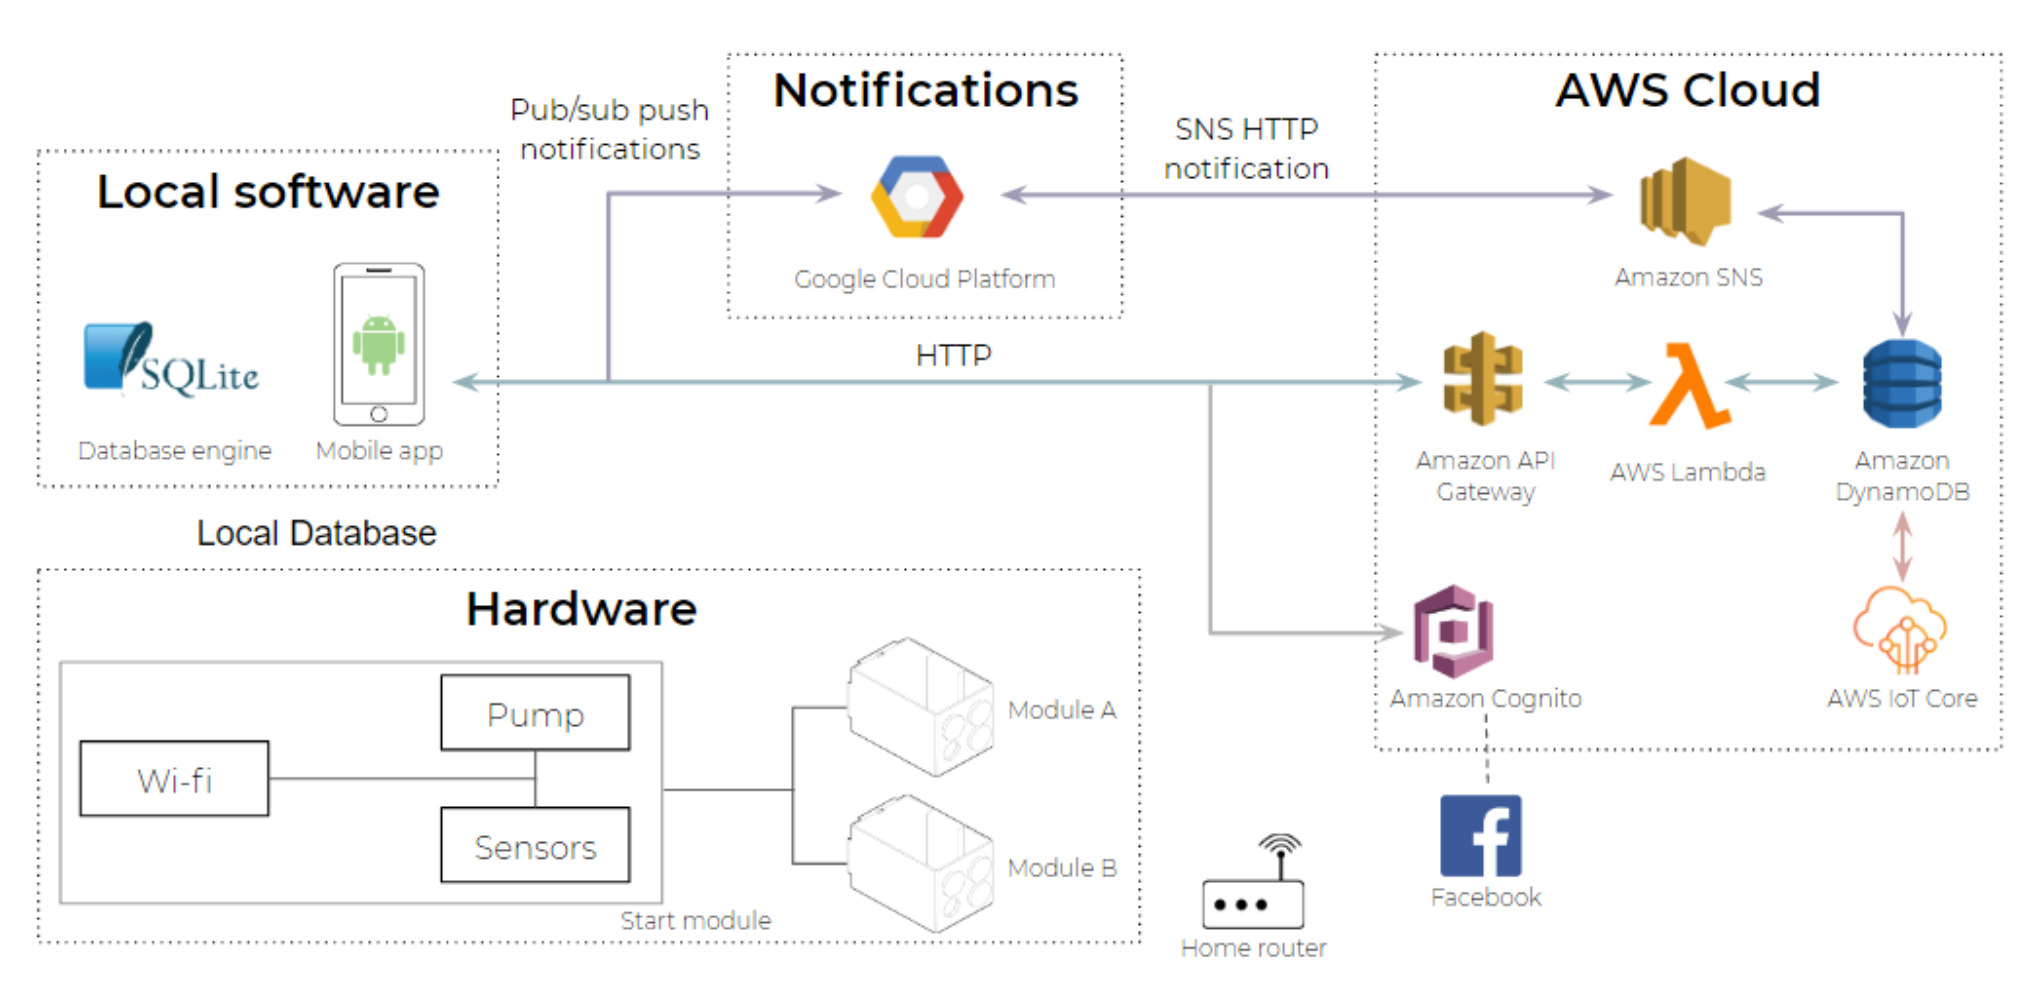 Notifications
AWS Cloud
Pub/sub push
notifications
SNS HTTP
notification
Local software
Google Cloud Platform
Amazon SNS
HTTP
SQLite
Database engine
Mobile app
Amazon API
Gateway
AWS Lambda
Amazon
DynamoDB
Local Database
Hardware
Pump
Module A
Amazon Cognito
AWS IoT Core
Wi-fi
Sensors
Module B
Start module
Facebook
Home router